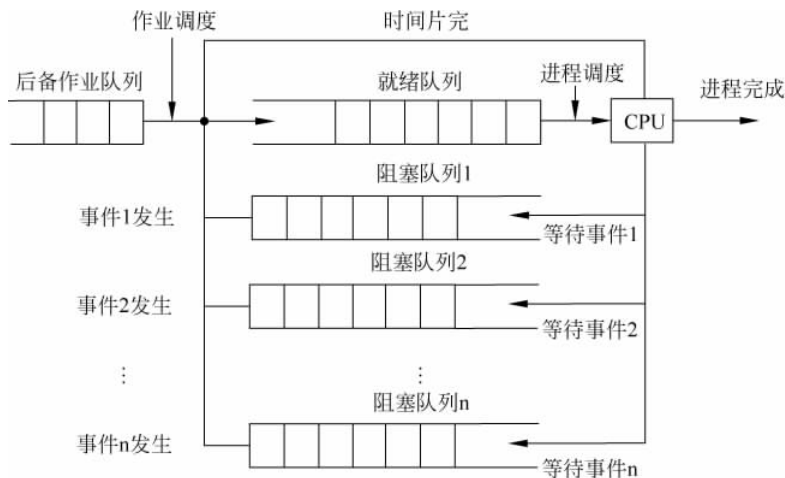 作业调度
时间片完
后备作业队列
就绪队列
进程调度
进程完成
CPU
阻塞队列1
事件1发生
等待事件1
阻塞队列2
事件2发生
等待事件2
⋮
⋮
阻塞队列n
事件n发生
等待事件n